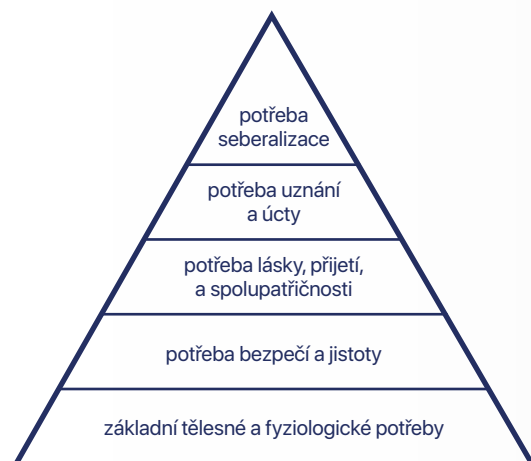 potřeba
seberalizace
potřeba uznání
a úcty
potřeba lásky, přijetí,
a spolupatřičnosti
potřeba bezpečí a jistoty
základní tělesné a fyziologické potřeby